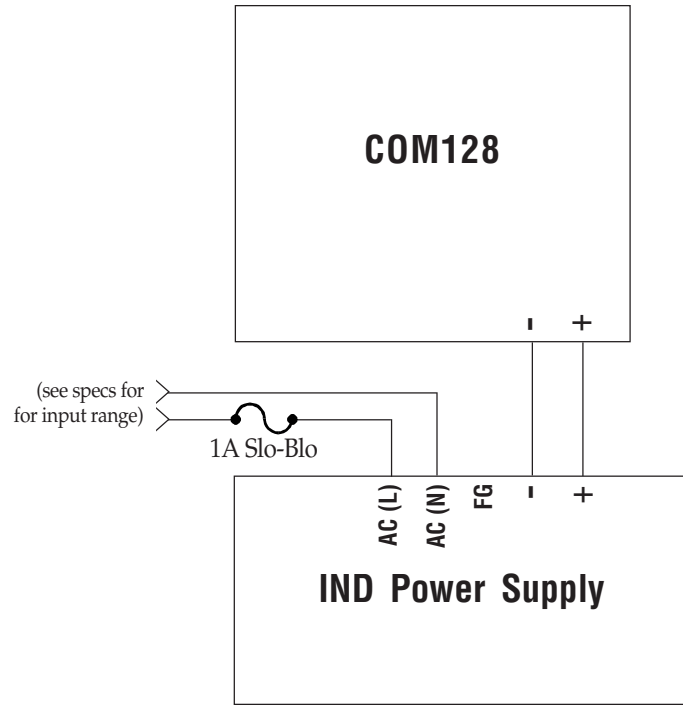 COM128
- +
(see specs for
for input range)
1A Slo-Blo
AC (L)
AC (N)
FG
- +
IND Power Supply